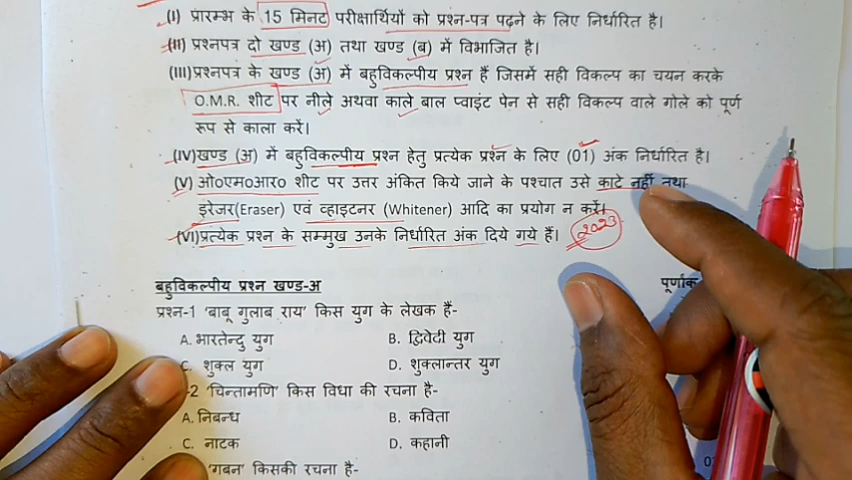 (I) प्रारम्भ के 15 मिनट परीक्षार्थियों को प्रश्न-पत्र पढ़ने के लिए निर्धारित है।
(II) प्रश्नपत्र दो खण्ड (अ) तथा खण्ड (ब) में विभाजित है।
(III)प्रश्नपत्र के खण्ड (अ) में बहुविकल्पीय प्रश्न हैं जिसमें सही विकल्प का चयन करके
O.M.R. शीट पर नीले अथवा काले बाल प्वाइंट पेन से सही विकल्प वाले गोले को पूर्ण
रूप से काला करें।
(IV)खण्ड (अ) में बहुविकल्पीय प्रश्न हेतु प्रत्येक प्रश्न के लिए (01) अंक निर्धारित है।
(V) ओ०एम०आर० शीट पर उत्तर अंकित किये जाने के पश्चात उसे काटे नहीं तथा
इरेजर(Eraser) एवं व्हाइटनर (Whitener) आदि का प्रयोग न करें।
(VI)प्रत्येक प्रश्न के सम्मुख उनके निर्धारित अंक दिये गये हैं। 2023
बहुविकल्पीय प्रश्न खण्ड-अ पूर्णांक
प्रश्न-1 'बाबू गुलाब राय' किस युग के लेखक हैं-
A. भारतेन्दु युग B. द्विवेदी युग
C. शुक्ल युग D. शुक्लान्तर युग
-2 'चिन्तामणि' किस विधा की रचना है-
A. निबन्ध B. कविता
C. नाटक D. कहानी
'गबन' किसकी रचना है-